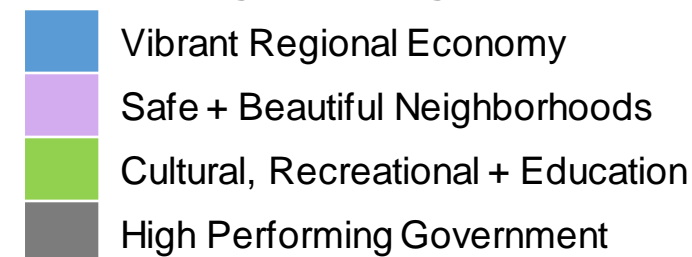 Vibrant Regional Economy
Safe + Beautiful Neighborhoods
Cultural, Recreational + Education
High Performing Government